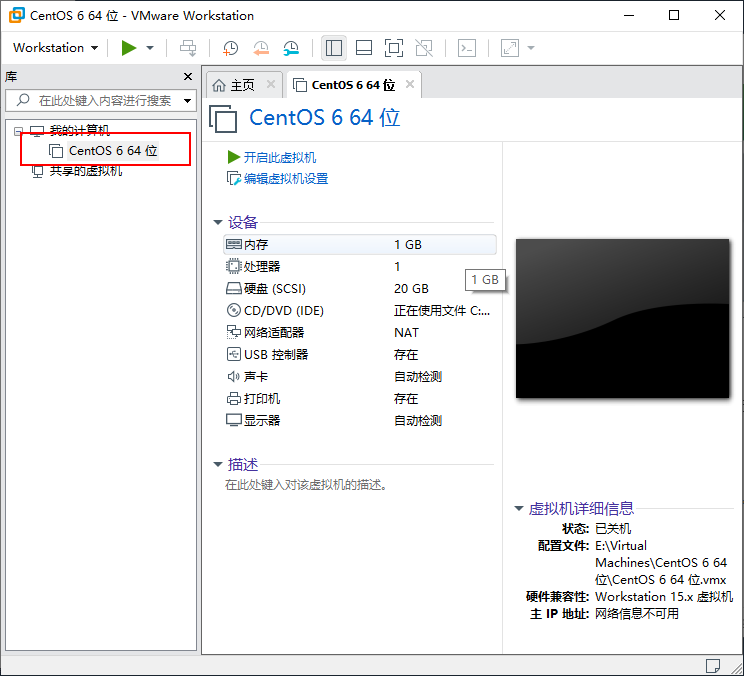 CentOS 6 64 位 - VMware Workstation
Workstation
库
在此处键入内容进行搜索
我的计算机
CentOS 6 64 位
共享的虚拟机
主页
CentOS 6 64 位
CentOS 6 64 位
开启此虚拟机
编辑虚拟机设置
设备
内存 1 GB
处理器 1
1 GB
硬盘 (SCSI) 20 GB
CD/DVD (IDE) 正在使用文件 C:...
网络适配器 NAT
USB 控制器 存在
声卡 自动检测
打印机 存在
显示器 自动检测
描述
在此处键入对该虚拟机的描述。
虚拟机详细信息
状态: 已关机
配置文件: E:\Virtual
Machines\CentOS 6 64
位\CentOS 6 64 位.vmx
硬件兼容性: Workstation 15.x 虚拟机
主 IP 地址: 网络信息不可用